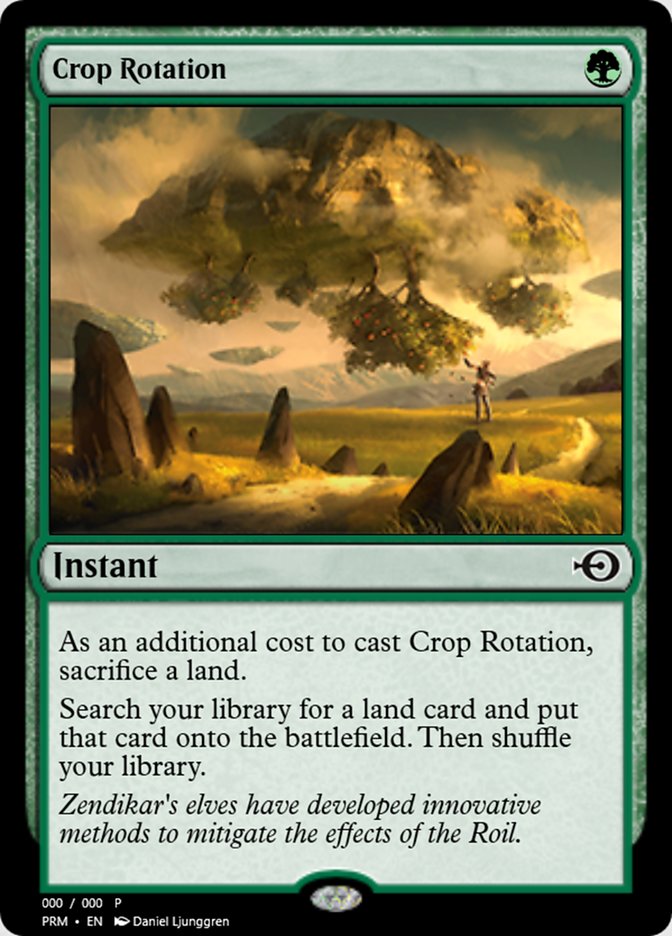 Crop Rotation
Instant
As an additional cost to cast Crop Rotation,
sacrifice a land.
Search your library for a land card and put
that card onto the battlefield. Then shuffle
your library.
Zendikar's elves have developed innovative
methods to mitigate the effects of the Roil.
000 / 000 P
PRM • EN Daniel Ljunggren